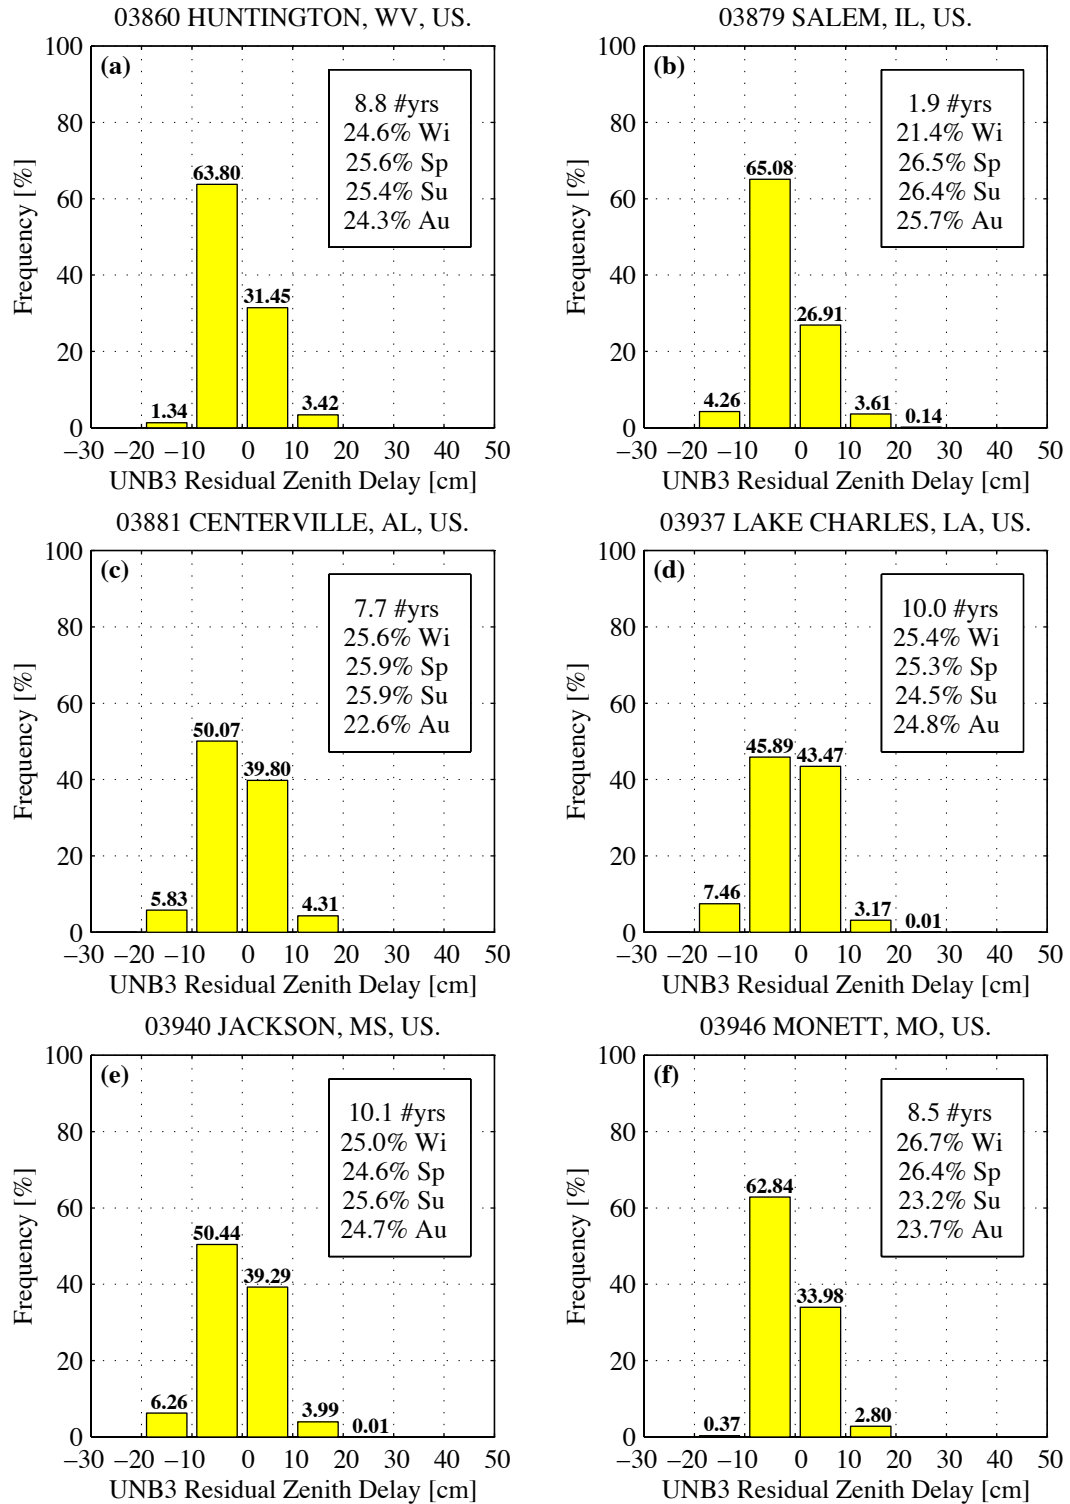 03860 HUNTINGTON, WV, US.
(a)
8.8 #yrs
24.6% Wi
25.6% Sp
25.4% Su
24.3% Au
100
80
60
40
20
0
Frequency [%]
1.34
63.80
31.45
3.42
−30 −20 −10 0 10 20 30 40 50
UNB3 Residual Zenith Delay [cm]
03879 SALEM, IL, US.
(b)
1.9 #yrs
21.4% Wi
26.5% Sp
26.4% Su
25.7% Au
100
80
60
40
20
0
Frequency [%]
4.26
65.08
26.91
3.61
0.14
−30 −20 −10 0 10 20 30 40 50
UNB3 Residual Zenith Delay [cm]
03881 CENTERVILLE, AL, US.
(c)
7.7 #yrs
25.6% Wi
25.9% Sp
25.9% Su
22.6% Au
100
80
60
40
20
0
Frequency [%]
5.83
50.07
39.80
4.31
−30 −20 −10 0 10 20 30 40 50
UNB3 Residual Zenith Delay [cm]
03937 LAKE CHARLES, LA, US.
(d)
10.0 #yrs
25.4% Wi
25.3% Sp
24.5% Su
24.8% Au
100
80
60
40
20
0
Frequency [%]
7.46
45.89
43.47
3.17
0.01
−30 −20 −10 0 10 20 30 40 50
UNB3 Residual Zenith Delay [cm]
03940 JACKSON, MS, US.
(e)
10.1 #yrs
25.0% Wi
24.6% Sp
25.6% Su
24.7% Au
100
80
60
40
20
0
Frequency [%]
6.26
50.44
39.29
3.99
0.01
−30 −20 −10 0 10 20 30 40 50
UNB3 Residual Zenith Delay [cm]
03946 MONETT, MO, US.
(f)
8.5 #yrs
26.7% Wi
26.4% Sp
23.2% Su
23.7% Au
100
80
60
40
20
0
Frequency [%]
0.37
62.84
33.98
2.80
−30 −20 −10 0 10 20 30 40 50
UNB3 Residual Zenith Delay [cm]